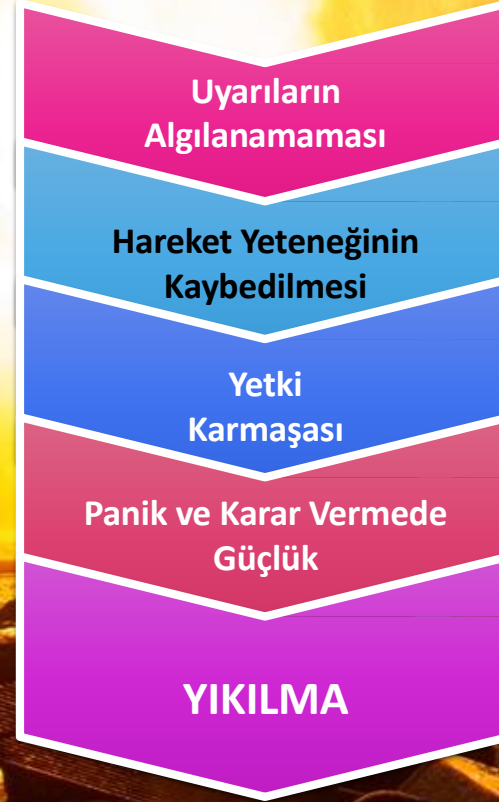 Uyarıların
Algılanamaması
Hareket Yeteneğinin
Kaybedilmesi
Yetki
Karmaşası
Panik ve Karar Vermede
Güçlük
YIKILMA